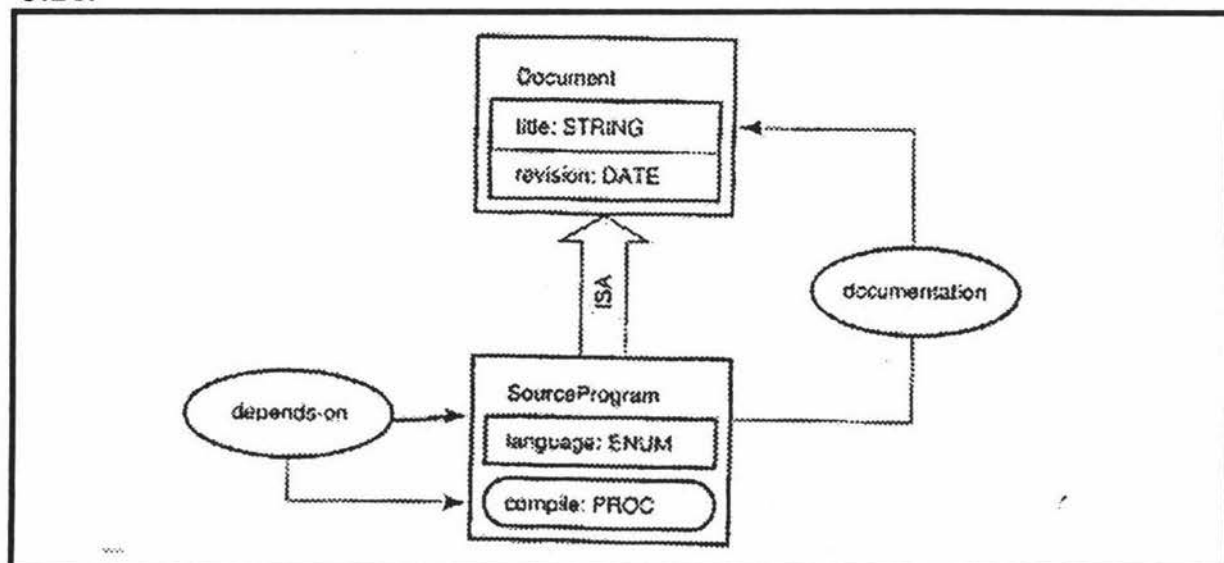 Document
title: STRING
revision: DATE
ISA
documentation
SourceProgram
depends-on
language: ENUM
compile: PROC